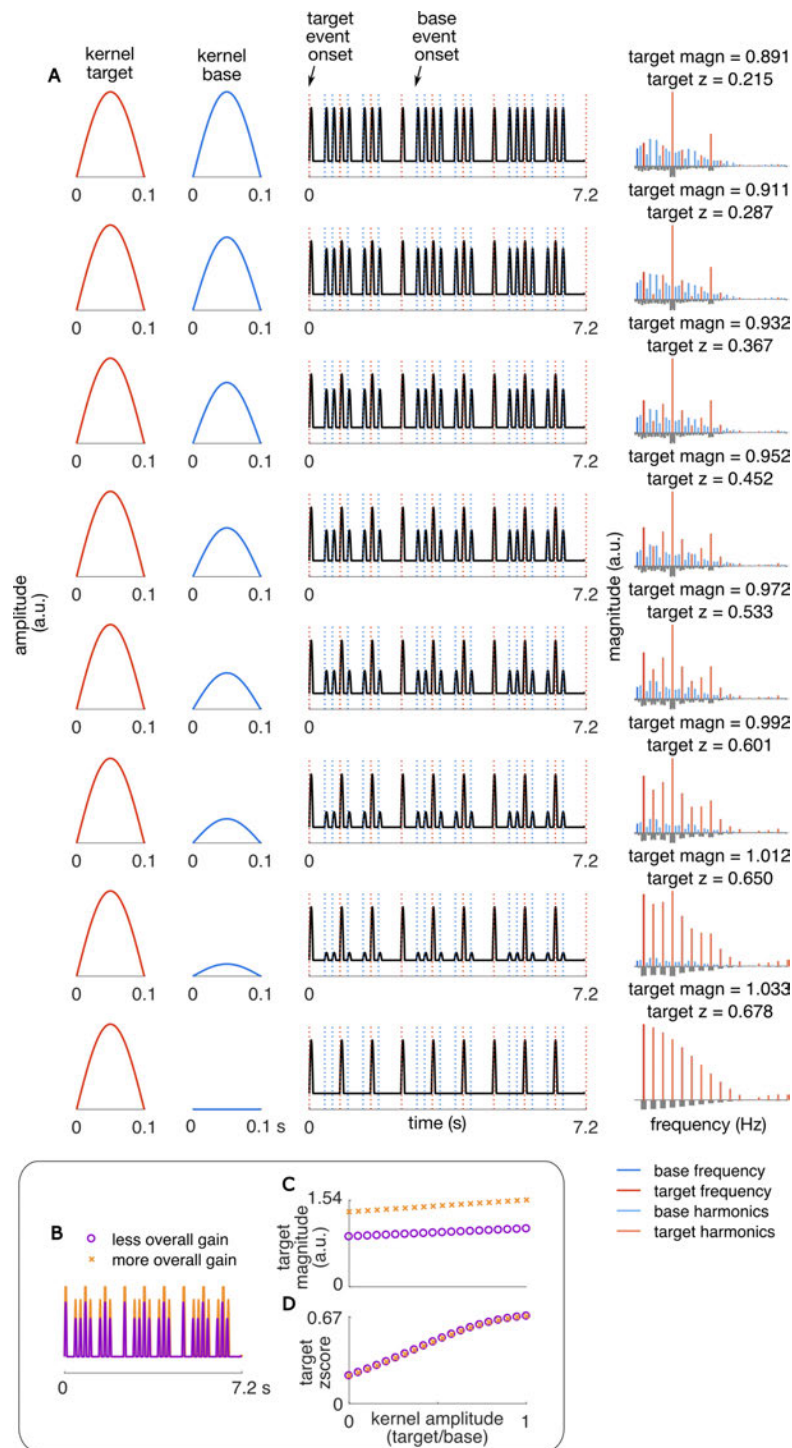 target
event
onset
base
event
onset
A
kernel
target
kernel
base
target magn = 0.891
target z = 0.215
0
0.1
0
0.1
0
7.2
target magn = 0.911
target z = 0.287
0
0.1
0
0.1
0
7.2
target magn = 0.932
target z = 0.367
0
0.1
0
0.1
0
7.2
target magn = 0.952
target z = 0.452
0
0.1
0
0.1
0
7.2
target magn = 0.972
target z = 0.533
amplitude
(a.u.)
magnitude (a.u.)
0
0.1
0
0.1
0
7.2
target magn = 0.992
target z = 0.601
0
0.1
0
0.1
0
7.2
target magn = 1.012
target z = 0.650
0
0.1
0
0.1
0
7.2
target magn = 1.033
target z = 0.678
0
0.1
0
0.1 s
0
time (s)
7.2
frequency (Hz)
base frequency
target frequency
base harmonics
target harmonics
B
less overall gain
more overall gain
0
7.2 s
C
1.54
target
magnitude
(a.u.)
0
D
0.67
target
zscore
0
0
kernel amplitude
(target/base)
1